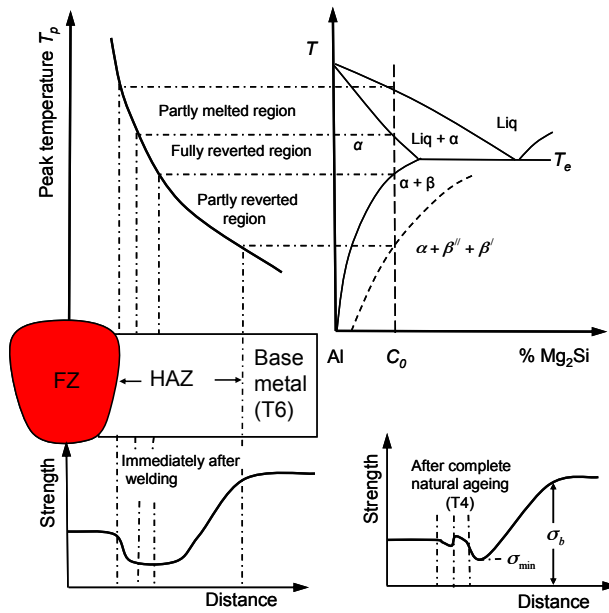 Peak temperature Tp
Partly melted region
Fully reverted region
Partly reverted
region
T
Liq
Liq + α
α
Te
α + β
α + β// + β/
Al
C0
% Mg2Si
FZ
HAZ
Base
metal
(T6)
Strength
Immediately after
welding
Distance
Strength
After complete
natural ageing
(T4)
σb
σmin
Distance